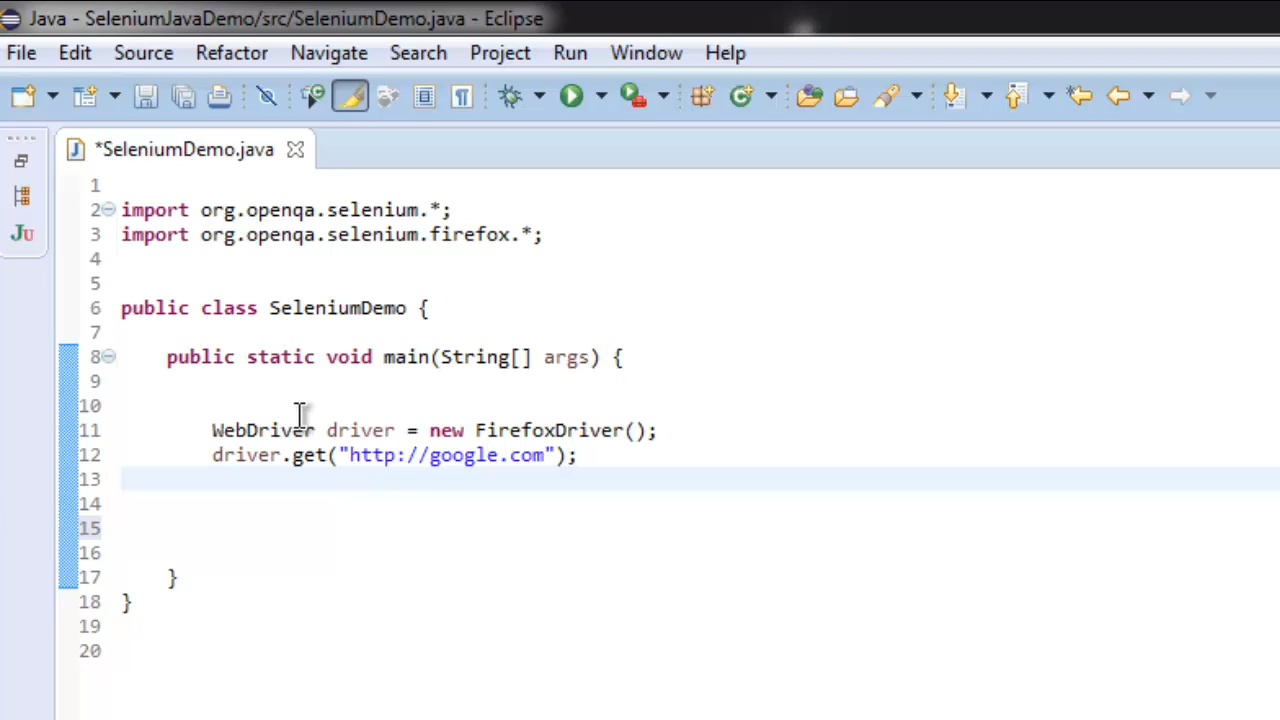 Java - SeleniumJavaDemo/src/SeleniumDemo.java - Eclipse
File Edit Source Refactor Navigate Search Project Run Window Help
*SeleniumDemo.java
JU
1
2 import org.openqa.selenium.*;
3 import org.openqa.selenium.firefox.*;
4
5
6 public class SeleniumDemo {
7
8 public static void main(String[] args) {
9
10
11 WebDriver driver = new FirefoxDriver();
12 driver.get("http://google.com");
13
14
15
16
17 }
18 }
19
20